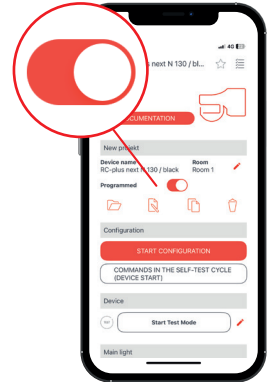 4G
next N 130 / bl...
DOCUMENTATION
New projekt
Device name Room
RC-plus next N 130 / black Room 1
Programmed
Configuration
START CONFIGURATION
COMMANDS IN THE SELF-TEST CYCLE
(DEVICE START)
Device
Start Test Mode
Main light